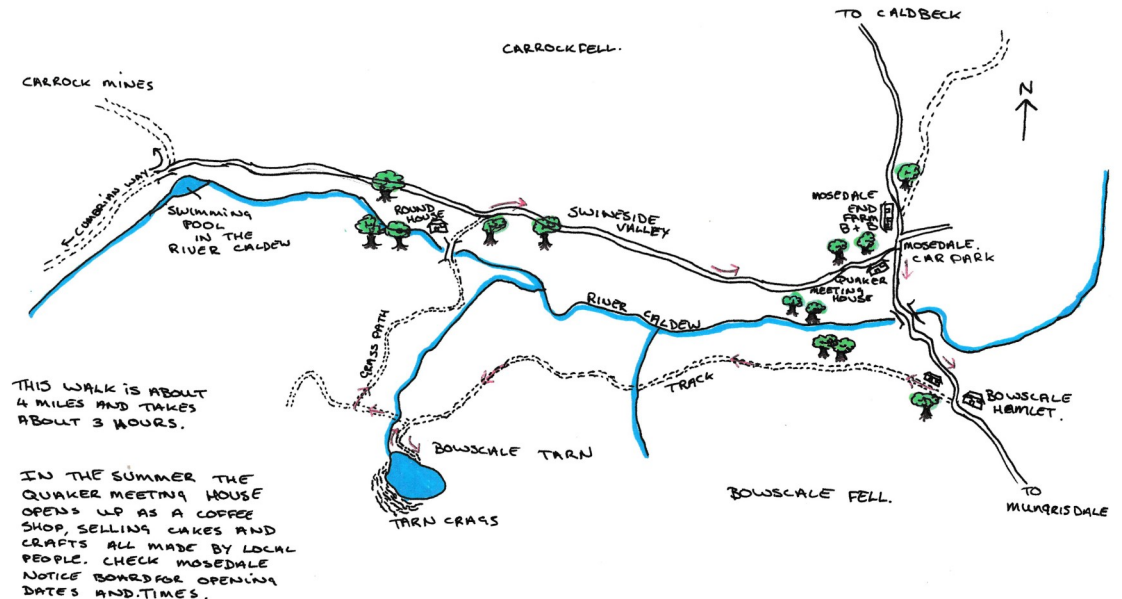 TO CALDBECK
CARROCKFELL.
CARROCK MINES
N
CUMBRIAN WAY
SWIMMING
POOL
IN THE
RIVER CALDEW
ROUND
HOUSE
SWINESIDE
VALLEY
MOSEDALE
END
FARM
B + B
MOSEDALE.
CAR PARK
QUAKER
MEETING
HOUSE
RIVER CALDEW
GRASS PATH
TRACK
THIS WALK IS ABOUT
4 MILES AND TAKES
ABOUT 3 HOURS.
BOWSCALE
HAMLET.
BOWSCALE TARN
IN THE SUMMER THE
QUAKER MEETING HOUSE
OPENS UP AS A COFFEE
SHOP, SELLING CAKES AND
CRAFTS ALL MADE BY LOCAL
PEOPLE. CHECK MOSEDALE
NOTICE BOARD FOR OPENING
DATES AND.TIMES.
TARN CRAGS
BOWSCALE FELL.
TO
MUNGRISDALE